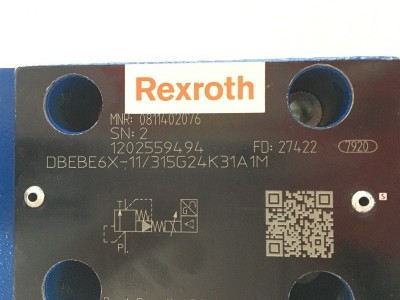 Rexroth
MNR: 0811402076
SN: 2
1202559494 FD: 27422 7920
DBEBE6X-11/315G24K31A1M
T
P
S